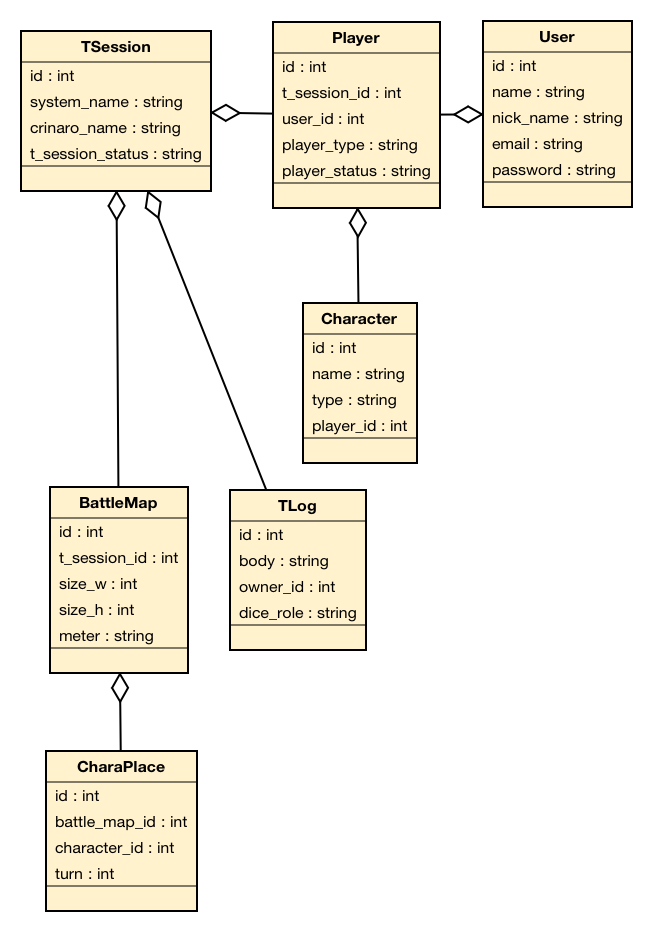 TSession
id : int
system_name : string
crinaro_name : string
t_session_status : string
Player
id : int
t_session_id : int
user_id : int
player_type : string
player_status : string
User
id : int
name : string
nick_name : string
email : string
password : string
Character
id : int
name : string
type : string
player_id : int
BattleMap
id : int
t_session_id : int
size_w : int
size_h : int
meter : string
TLog
id : int
body : string
owner_id : int
dice_role : string
CharaPlace
id : int
battle_map_id : int
character_id : int
turn : int